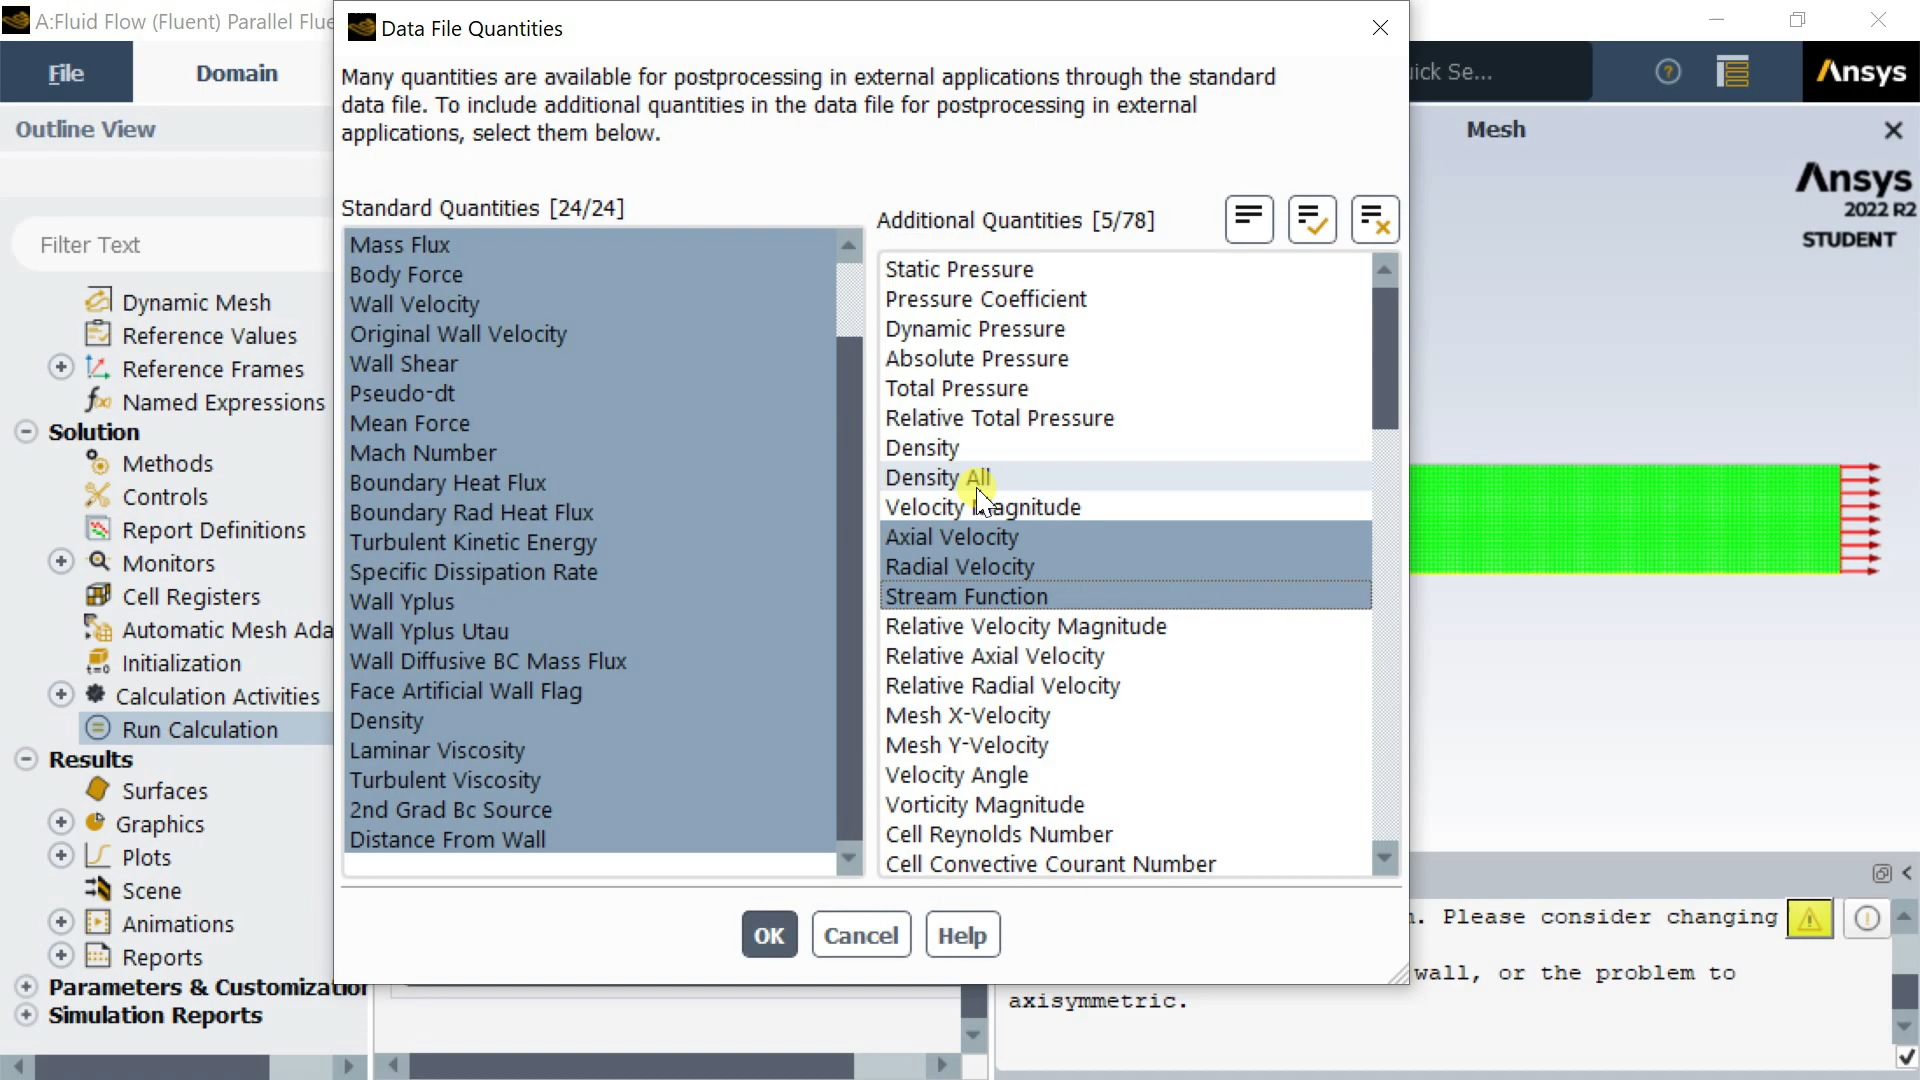 A:Fluid Flow (Fluent) Parallel Flue
File
Domain
Outline View
Filter Text
Dynamic Mesh
Reference Values
Reference Frames
Named Expressions
Solution
Methods
Controls
Report Definitions
Monitors
Cell Registers
Automatic Mesh Ada
Initialization
Calculation Activities
Run Calculation
Results
Surfaces
Graphics
Plots
Scene
Animations
Reports
Parameters & Customization
Simulation Reports
Data File Quantities
Many quantities are available for postprocessing in external applications through the standard
data file. To include additional quantities in the data file for postprocessing in external
applications, select them below.
Standard Quantities [24/24]
Mass Flux
Body Force
Wall Velocity
Original Wall Velocity
Wall Shear
Pseudo-dt
Mean Force
Mach Number
Boundary Heat Flux
Boundary Rad Heat Flux
Turbulent Kinetic Energy
Specific Dissipation Rate
Wall Yplus
Wall Yplus Utau
Wall Diffusive BC Mass Flux
Face Artificial Wall Flag
Density
Laminar Viscosity
Turbulent Viscosity
2nd Grad Bc Source
Distance From Wall
Additional Quantities [5/78]
Static Pressure
Pressure Coefficient
Dynamic Pressure
Absolute Pressure
Total Pressure
Relative Total Pressure
Density
Density All
Velocity Magnitude
Axial Velocity
Radial Velocity
Stream Function
Relative Velocity Magnitude
Relative Axial Velocity
Relative Radial Velocity
Mesh X-Velocity
Mesh Y-Velocity
Velocity Angle
Vorticity Magnitude
Cell Reynolds Number
Cell Convective Courant Number
OK
Cancel
Help
uick Se...
Ansys
Mesh
Ansys
2022 R2
STUDENT
. Please consider changing
wall, or the problem to
axisymmetric.